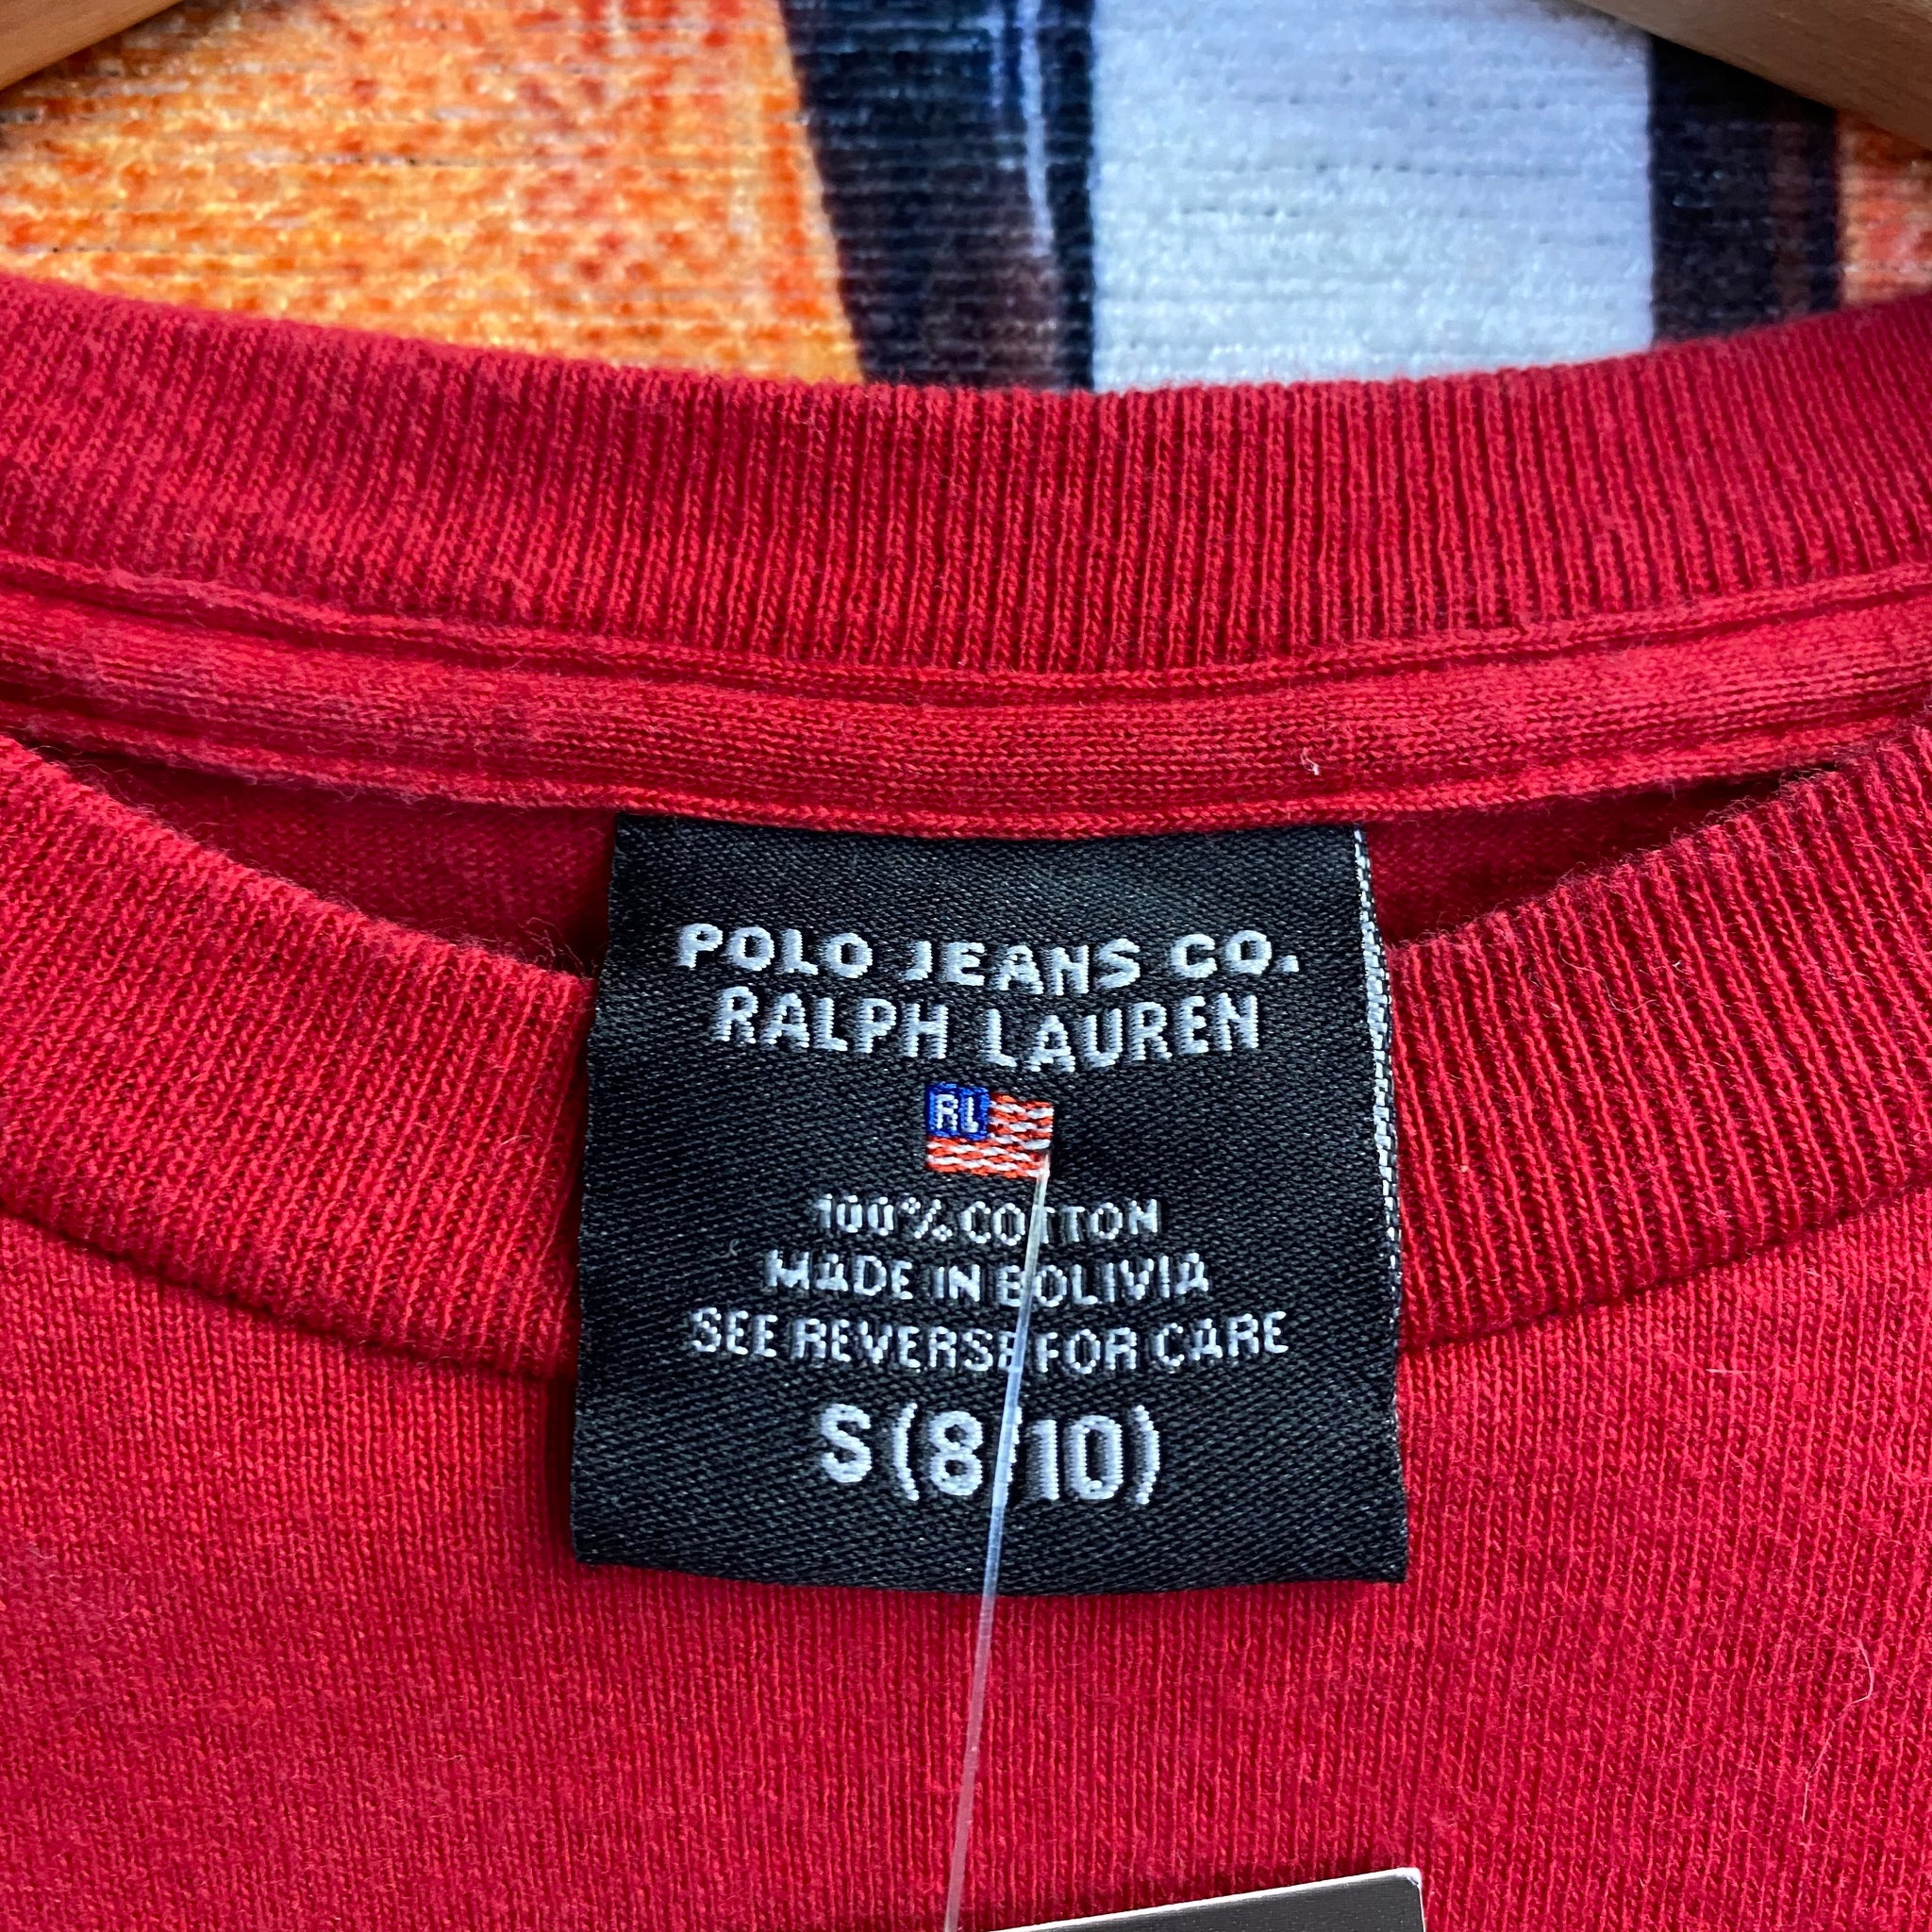 POLO JEANS CO.
RALPH LAUREN
RL
100% COTTON
MADE IN BOLIVIA
SEE REVERSE FOR CARE
S (8/10)